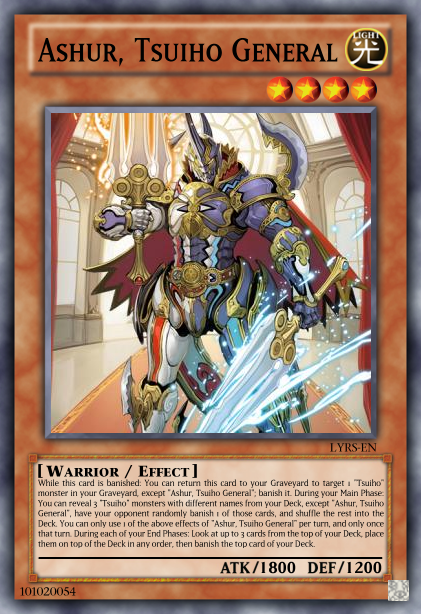 Ashur, Tsuiho General
LIGHT
光
LYRS-EN
[ Warrior / Effect ]
While this card is banished: You can return this card to your Graveyard to target 1 "Tsuiho"
monster in your Graveyard, except "Ashur, Tsuiho General"; banish it. During your Main Phase:
You can reveal 3 "Tsuiho" monsters with different names from your Deck, except "Ashur, Tsuiho
General", have your opponent randomly banish 1 of those cards, and shuffle the rest into the
Deck. You can only use 1 of the above effects of "Ashur, Tsuiho General" per turn, and only once
that turn. During each of your End Phases: Look at up to 3 cards from the top of your Deck, place
them on top of the Deck in any order, then banish the top card of your Deck.
ATK/1800 DEF/1200
101020054